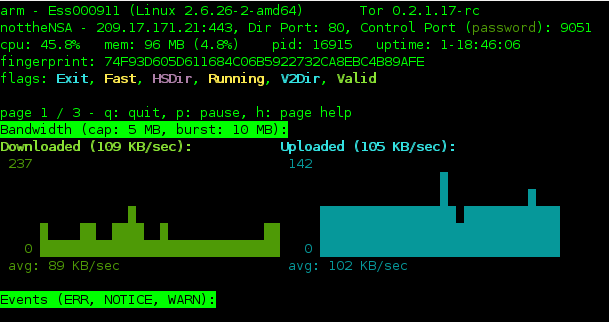 arm - Ess000911 (Linux 2.6.26-2-amd64) Tor 0.2.1.17-rc
nottheNSA - 209.17.171.21:443, Dir Port: 80, Control Port (password): 9051
cpu: 45.8% mem: 96 MB (4.8%) pid: 16915 uptime: 1-18:46:06
fingerprint: 74F93D605D611684C06B5922732CA8EBC4B89AFE
flags: Exit, Fast, HSDir, Running, V2Dir, Valid
page 1 / 3 - q: quit, p: pause, h: page help
Bandwidth (cap: 5 MB, burst: 10 MB):
Downloaded (109 KB/sec): Uploaded (105 KB/sec):
237 142
0 0
avg: 89 KB/sec avg: 102 KB/sec
Events (ERR, NOTICE, WARN):